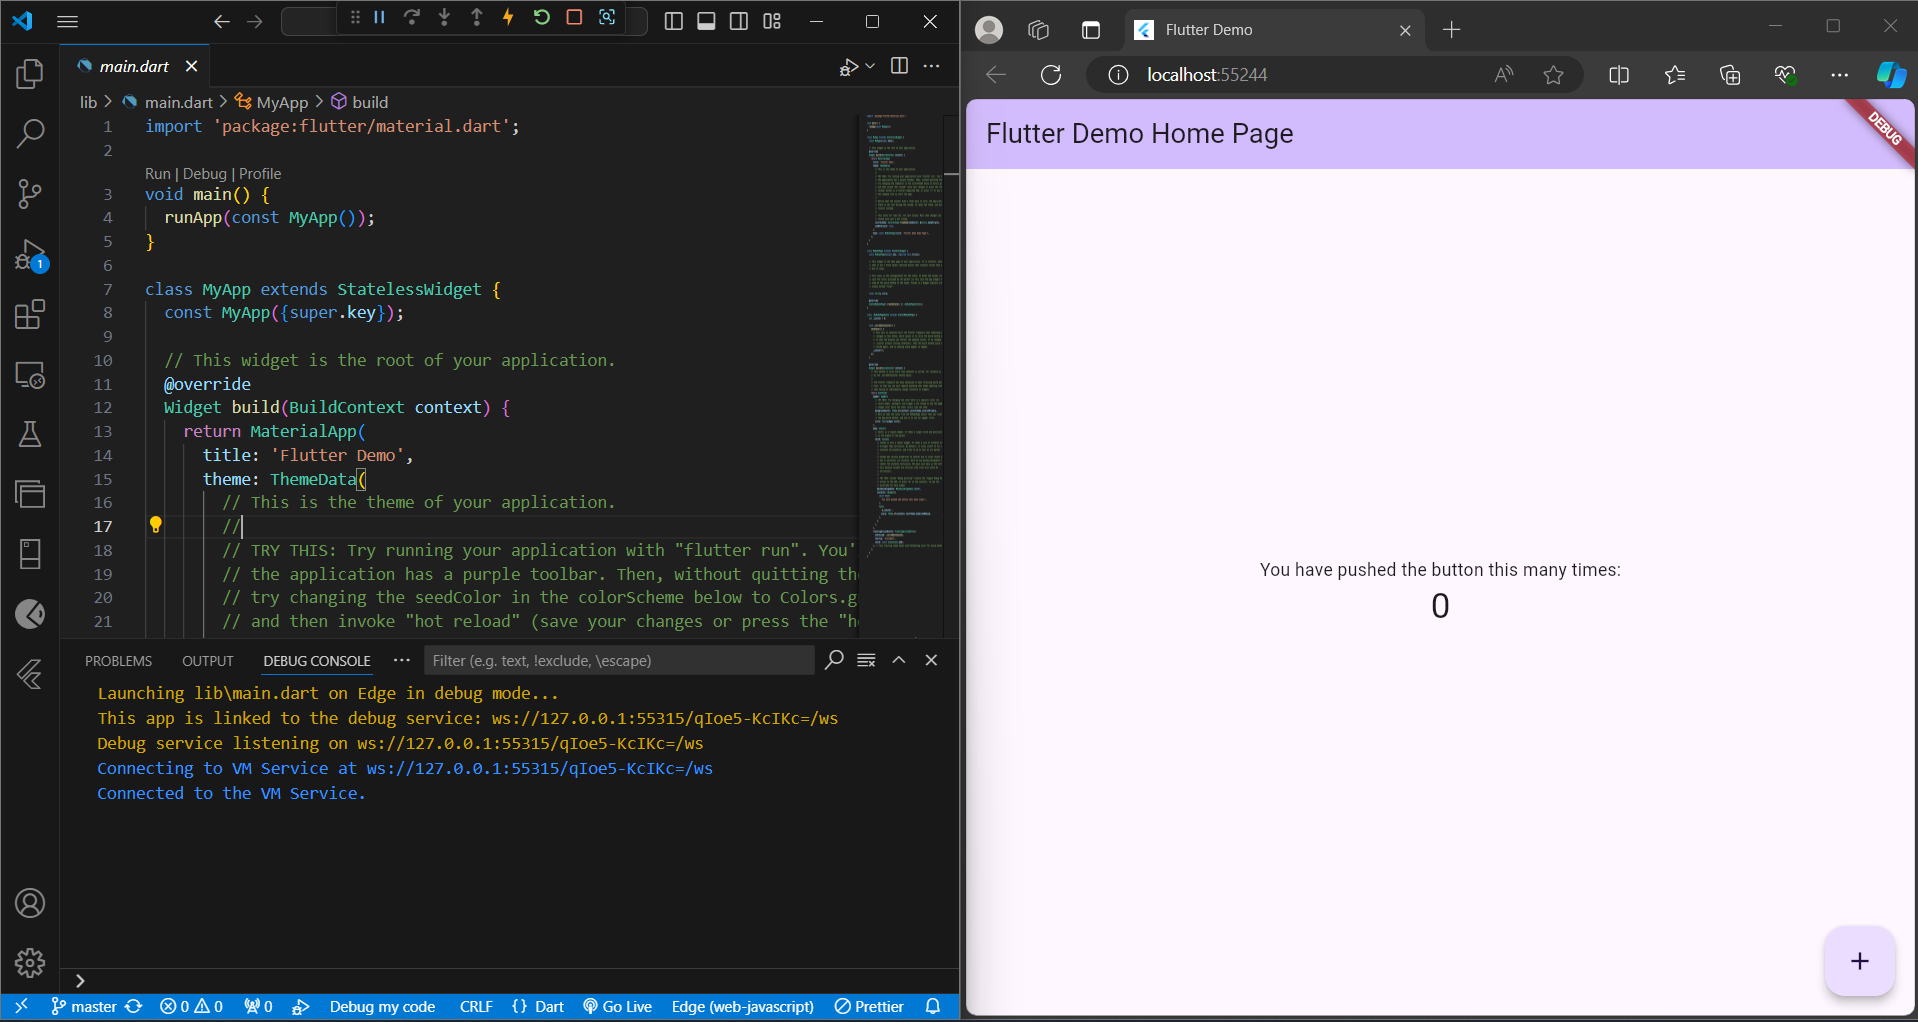 main.dart
lib > main.dart > MyApp > build
1 import 'package:flutter/material.dart';
2
Run | Debug | Profile
3 void main() {
4 runApp(const MyApp());
5 }
6
7 class MyApp extends StatelessWidget {
8 const MyApp({super.key});
9
10 // This widget is the root of your application.
11 @override
12 Widget build(BuildContext context) {
13 return MaterialApp(
14 title: 'Flutter Demo',
15 theme: ThemeData(
16 // This is the theme of your application.
17 //
18 // TRY THIS: Try running your application with "flutter run". You'
19 // the application has a purple toolbar. Then, without quitting the
20 // try changing the seedColor in the colorScheme below to Colors.g
21 // and then invoke "hot reload" (save your changes or press the "h
1
PROBLEMS OUTPUT DEBUG CONSOLE ··· Filter (e.g. text, !exclude, \escape)
Launching lib\main.dart on Edge in debug mode...
This app is linked to the debug service: ws://127.0.0.1:55315/qIoe5-KcIKc=/ws
Debug service listening on ws://127.0.0.1:55315/qIoe5-KcIKc=/ws
Connecting to VM Service at ws://127.0.0.1:55315/qIoe5-KcIKc=/ws
Connected to the VM Service.
>
master 0 0 0 Debug my code CRLF {} Dart Go Live Edge (web-javascript) Prettier
Flutter Demo
localhost:55244
Flutter Demo Home Page
DEBUG
You have pushed the button this many times:
0
+